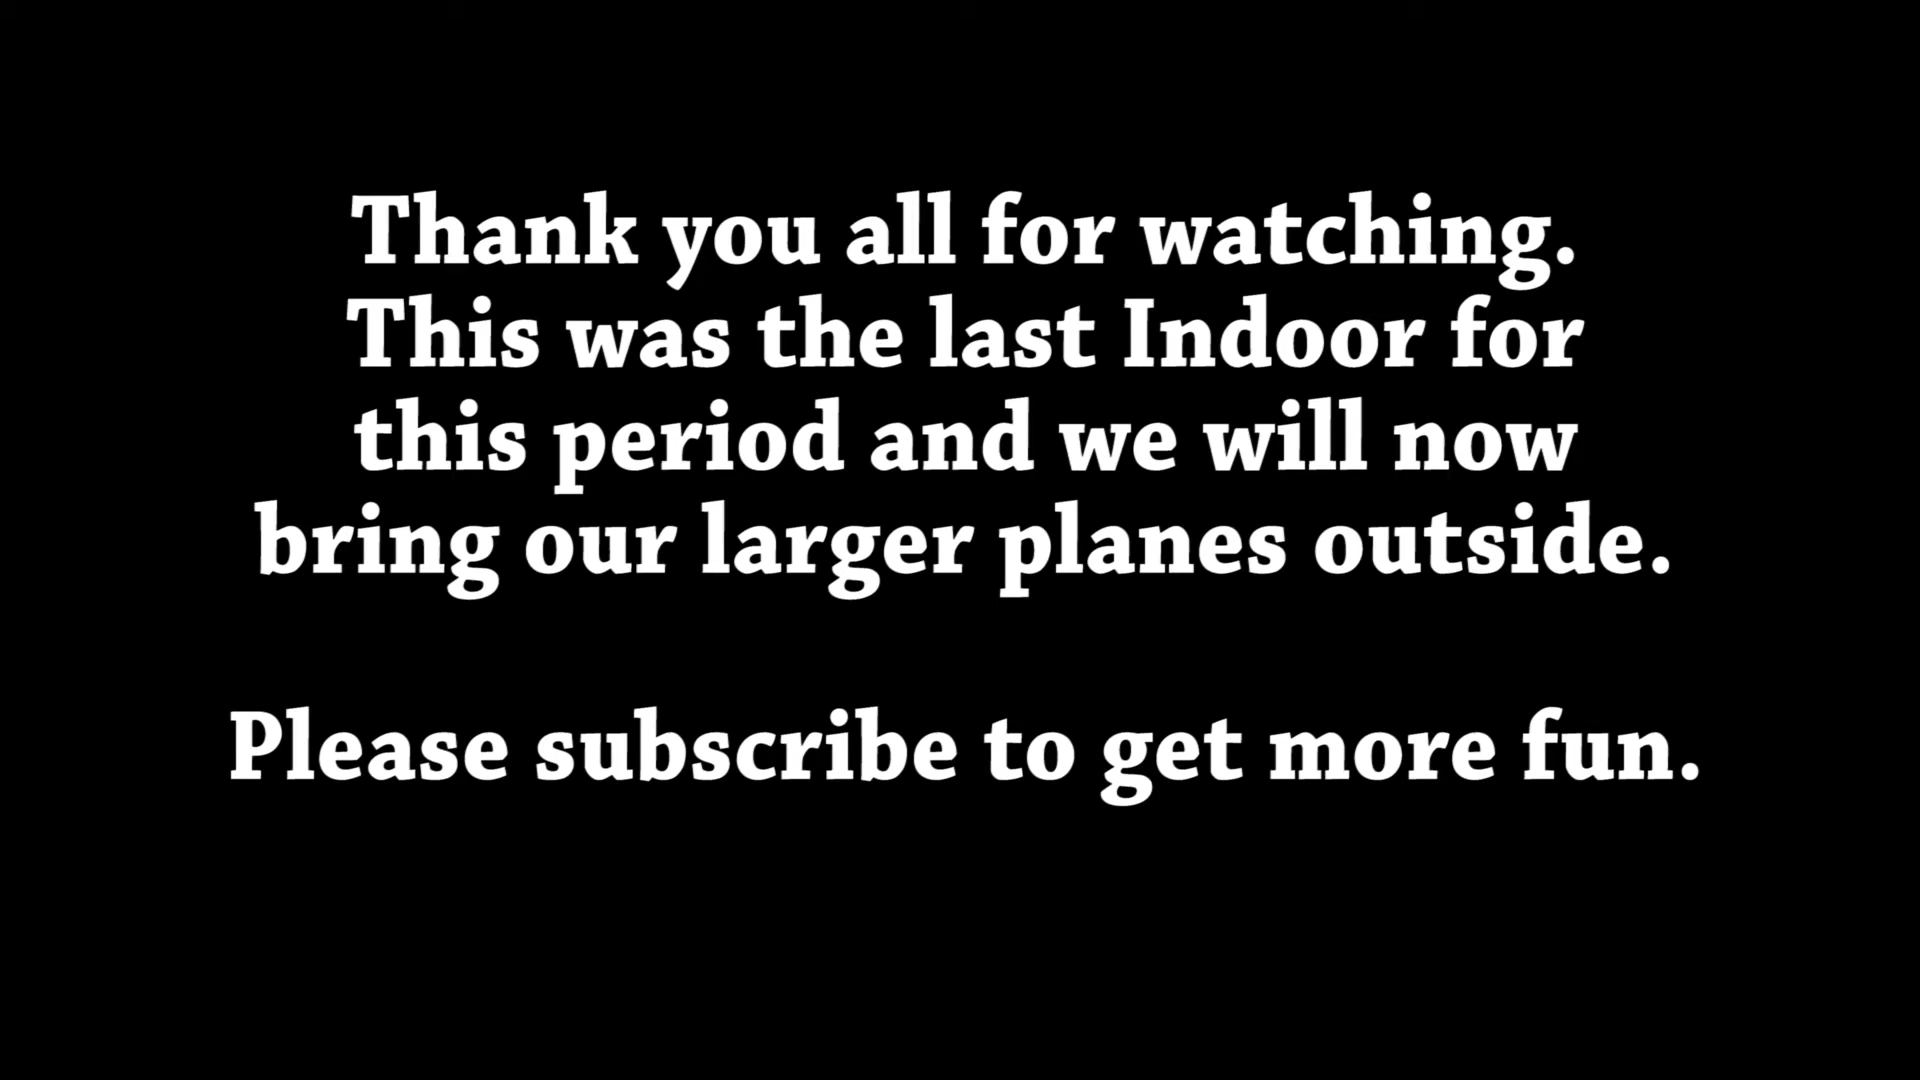 Thank you all for watching.
This was the last Indoor for
this period and we will now
bring our larger planes outside.
Please subscribe to get more fun.